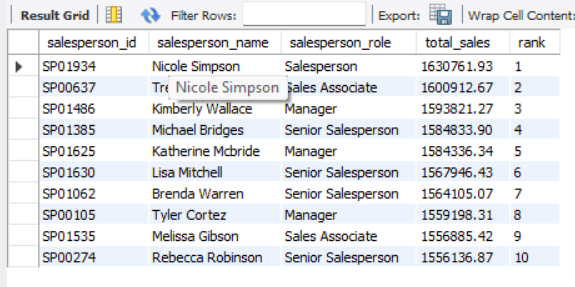 Result Grid Filter Rows: Export: Wrap Cell Content:
salesperson_id salesperson_name salesperson_role total_sales rank
SP01934 Nicole Simpson Salesperson 1630761.93 1
SP00637 Tre Nicole Simpson Sales Associate 1600912.67 2
SP01486 Kimberly Wallace Manager 1593821.27 3
SP01385 Michael Bridges Senior Salesperson 1584833.90 4
SP01625 Katherine Mcbride Manager 1584336.34 5
SP01630 Lisa Mitchell Senior Salesperson 1567946.43 6
SP01062 Brenda Warren Senior Salesperson 1564105.07 7
SP00105 Tyler Cortez Manager 1559198.31 8
SP01535 Melissa Gibson Sales Associate 1556885.42 9
SP00274 Rebecca Robinson Senior Salesperson 1556136.87 10